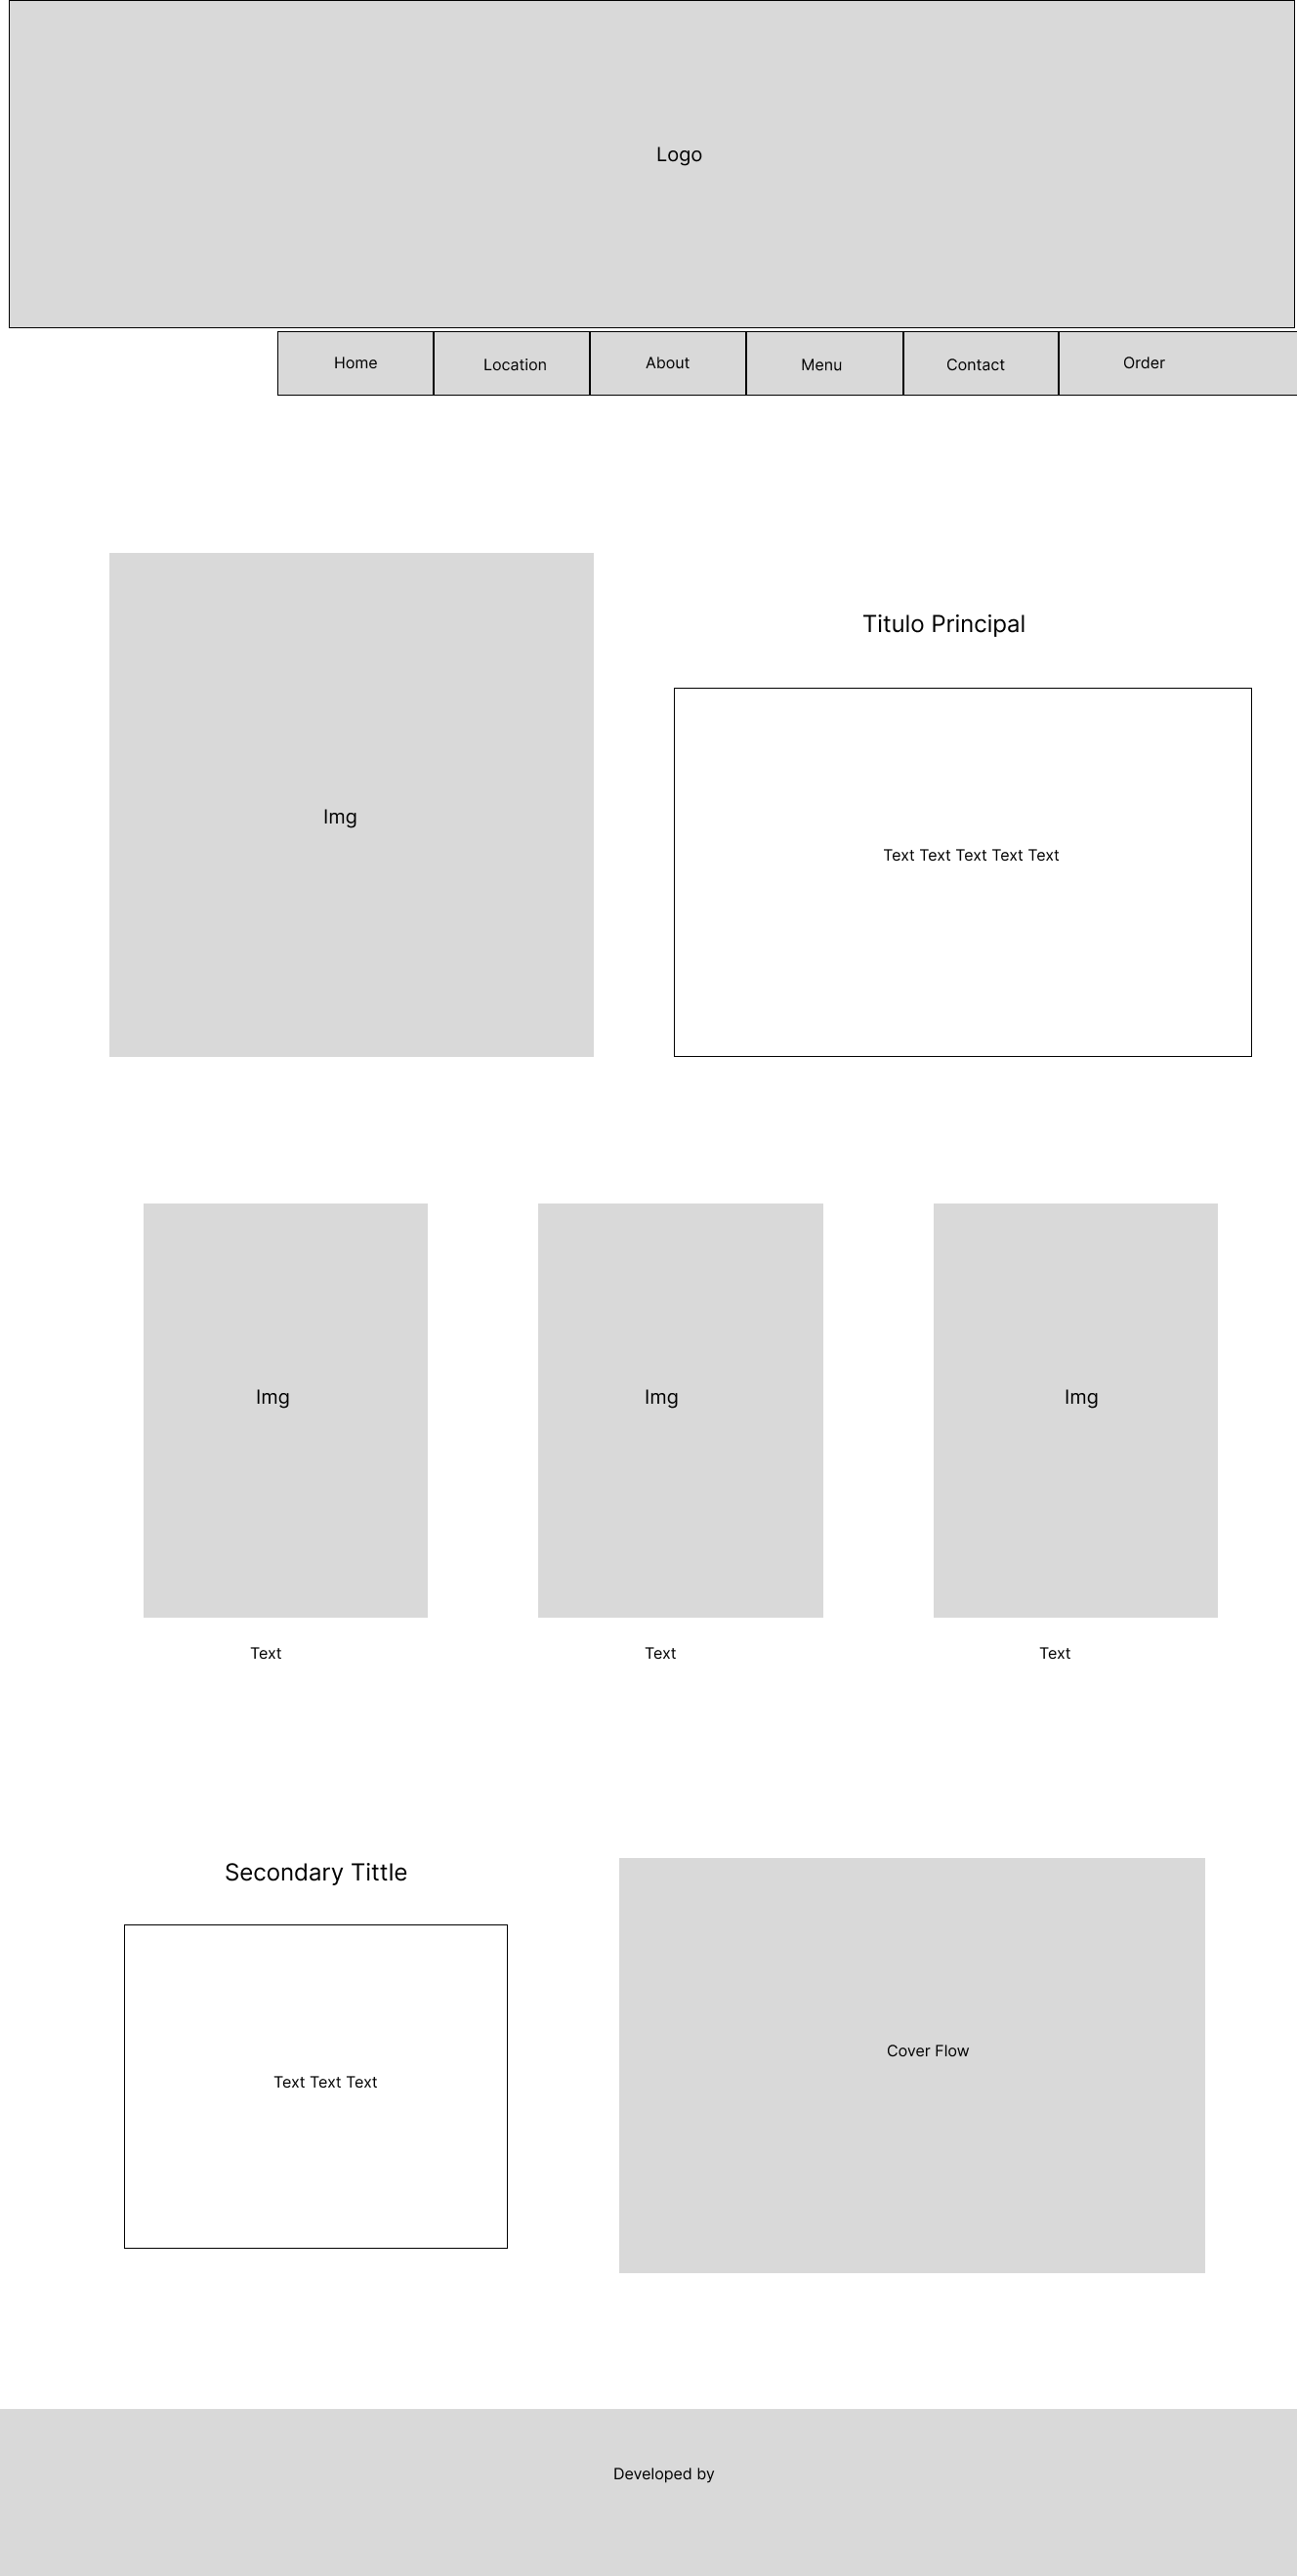 Logo
Home
Location
About
Menu
Contact
Order
Img
Titulo Principal
Text Text Text Text Text
Img
Img
Img
Text
Text
Text
Secondary Tittle
Text Text Text
Cover Flow
Developed by